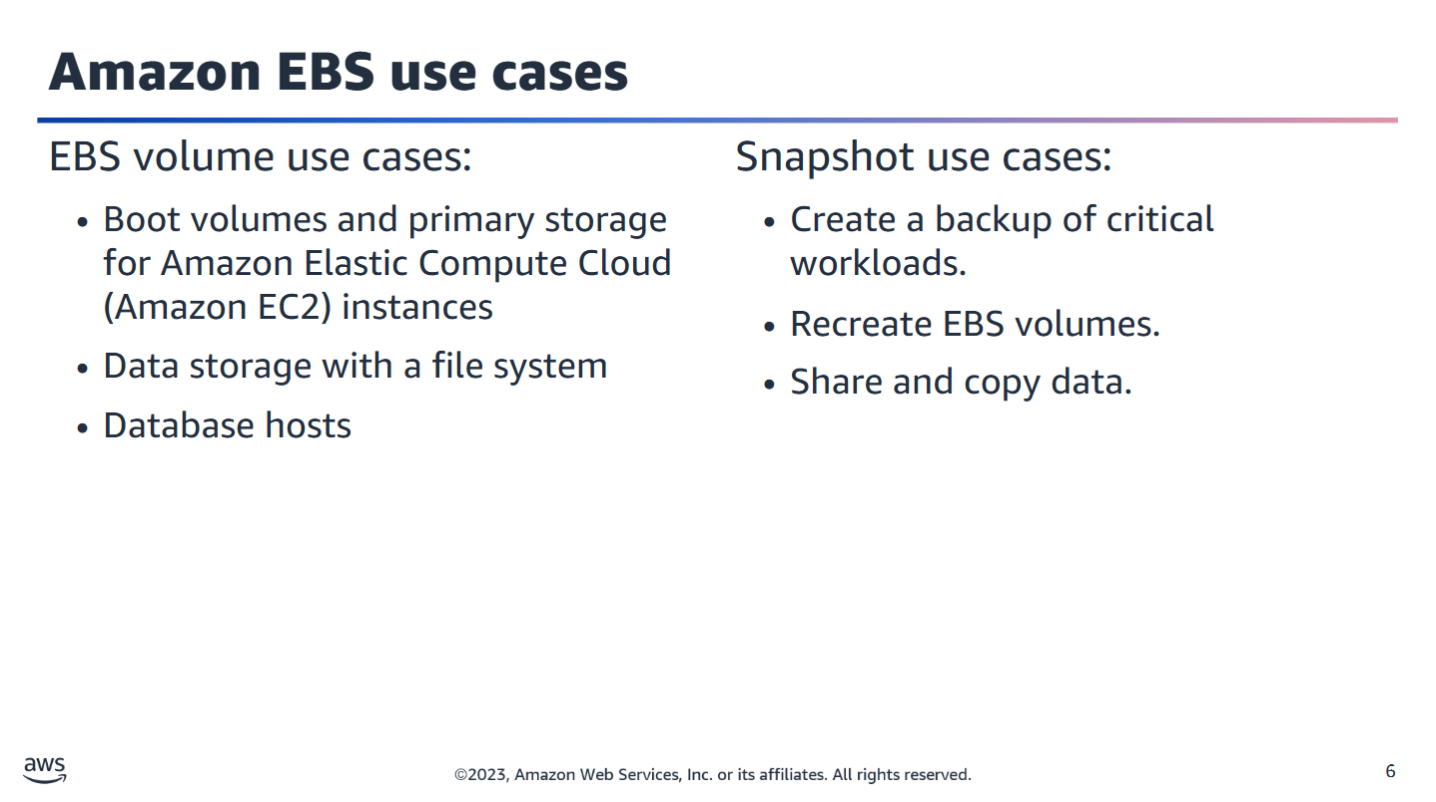 Amazon EBS use cases
EBS volume use cases:
• Boot volumes and primary storage
for Amazon Elastic Compute Cloud
(Amazon EC2) instances
• Data storage with a file system
• Database hosts
Snapshot use cases:
• Create a backup of critical
workloads.
• Recreate EBS volumes.
• Share and copy data.
aws
©2023, Amazon Web Services, Inc. or its affiliates. All rights reserved.
6